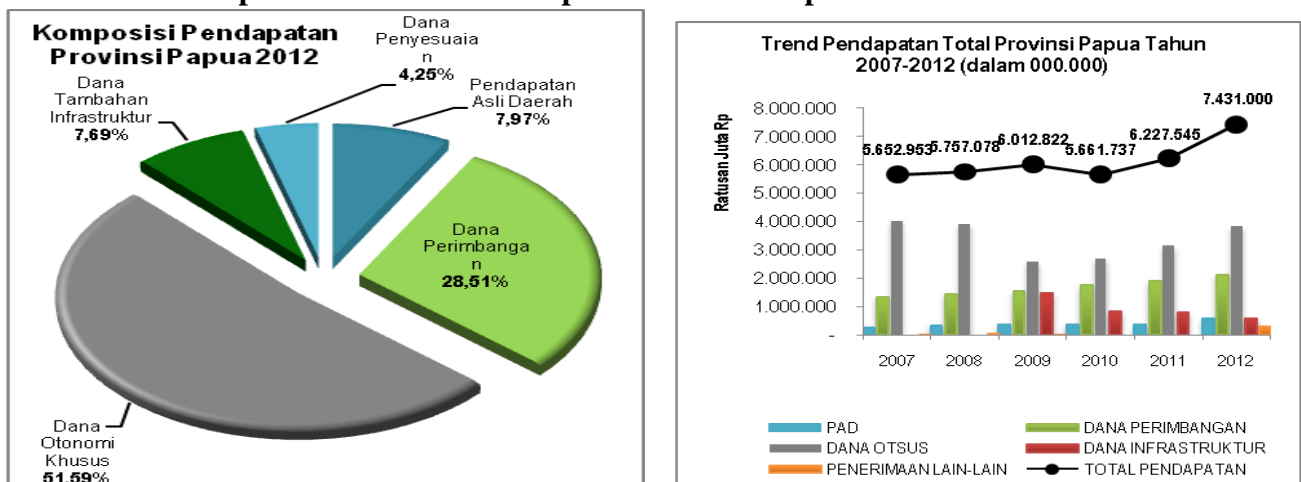 Komposisi Pendapatan
Provinsi Papua 2012
Dana
Penyesuaia
n
4,25%
Pendapatan
Asli Daerah
7,97%
Dana
Tambahan
Infrastruktur
7,69%
Dana
Perimbanga
n
28,51%
Dana
Otonomi
Khusus
51,59%
Trend Pendapatan Total Provinsi Papua Tahun
2007-2012 (dalam 000.000)
Ratusan Juta Rp
8.000.000
7.000.000
6.000.000
5.000.000
4.000.000
3.000.000
2.000.000
1.000.000
-
5.652.953
5.757.078
6.012.822
5.661.737
6.227.545
7.431.000
2007 2008 2009 2010 2011 2012
PAD
DANA PERIMBANGAN
DANA OTSUS
DANA INFRASTRUKTUR
PENERIMAAN LAIN-LAIN
TOTAL PENDAPATAN